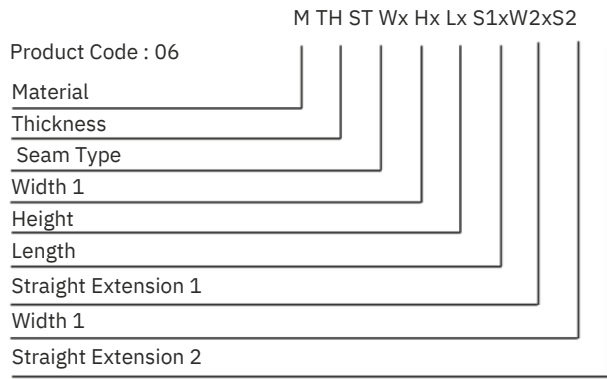 M TH ST Wx Hx Lx S1xW2xS2
Product Code : 06
Material
Thickness
Seam Type
Width 1
Height
Length
Straight Extension 1
Width 1
Straight Extension 2